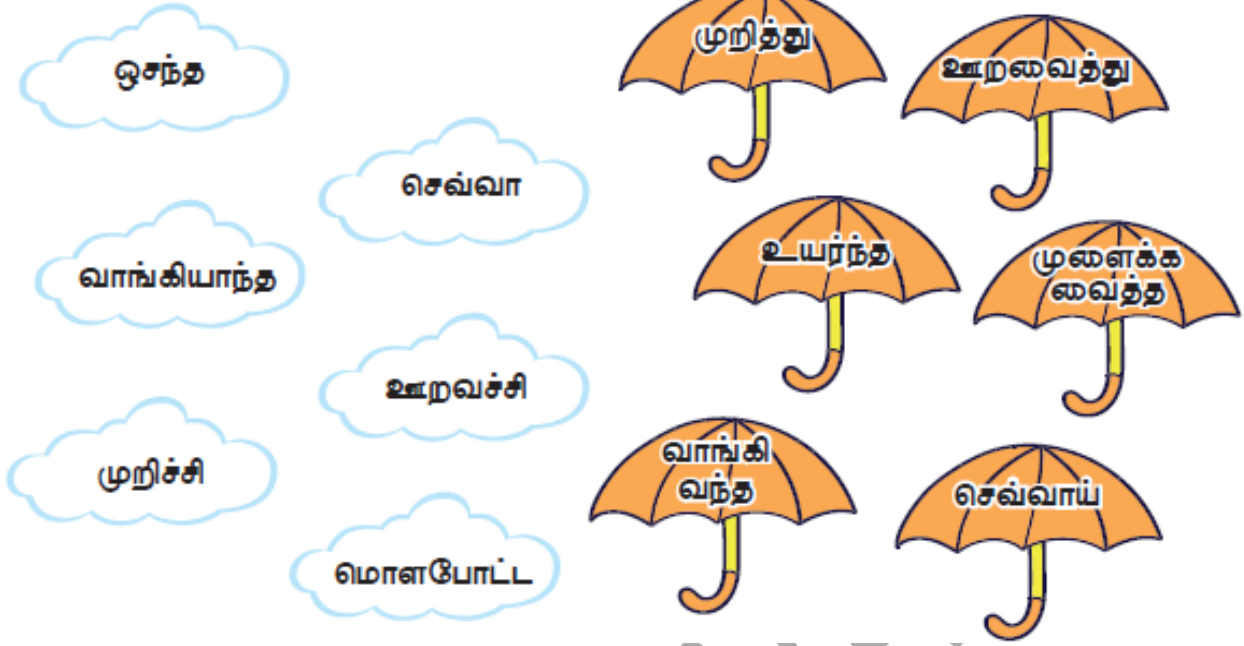 ஒசந்த
செவ்வா
வாங்கியாந்த
ஊறவச்சி
முறிச்சி
மொளபோட்ட
முறித்து
ஊறவைத்து
உயர்ந்த
முளைக்க
வைத்த
வாங்கி
வந்த
செவ்வாய்